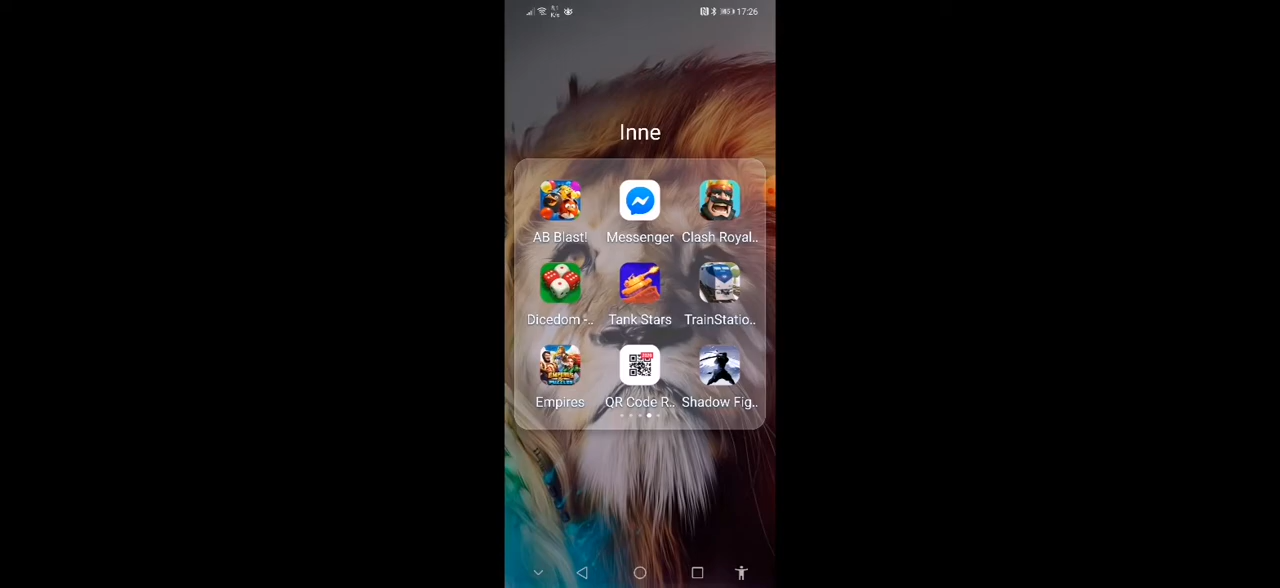 17:26
Inne
AB Blast!
Messenger
Clash Royal..
Dicedom -..
Tank Stars
TrainStatio..
Empires
QR Code R..
Shadow Fig..